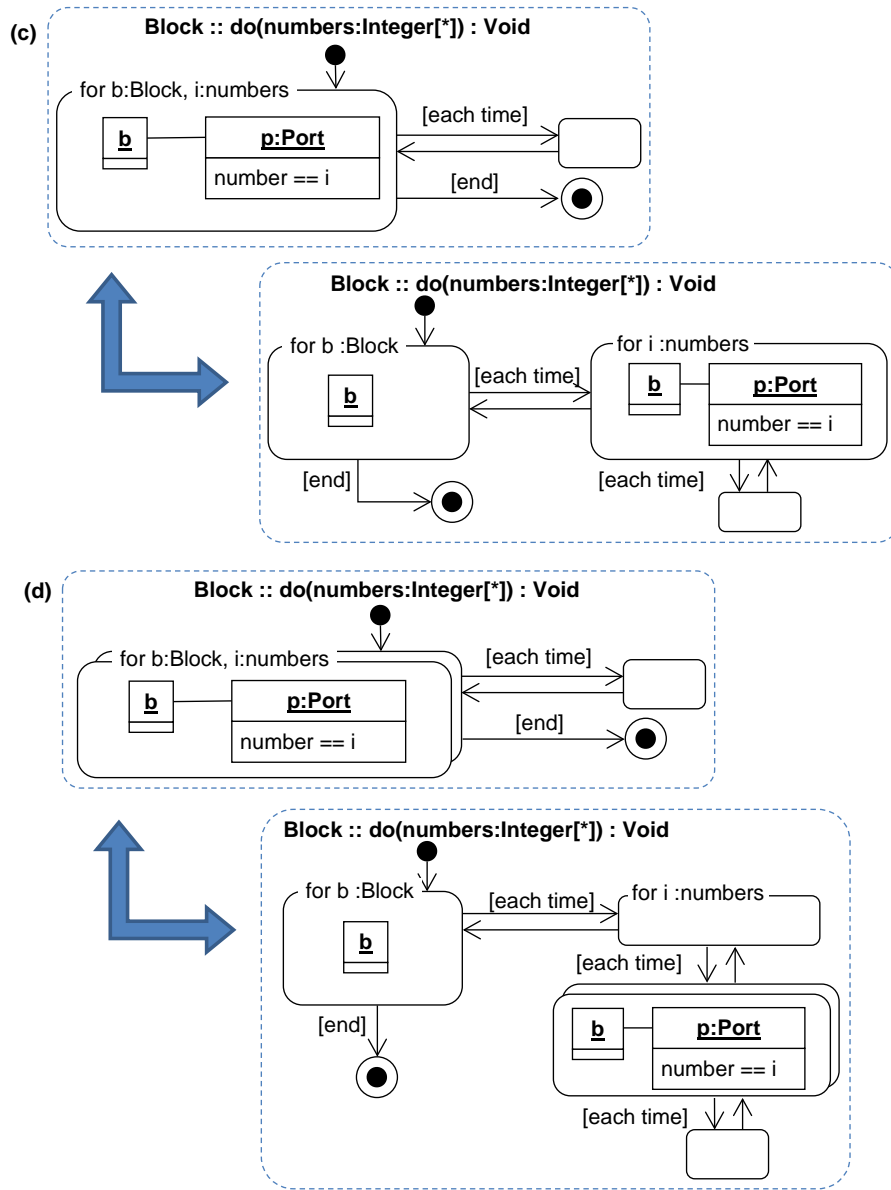 (c)
Block :: do(numbers:Integer[*]) : Void
for b:Block, i:numbers
b
p:Port
number == i
[each time]
[end]
Block :: do(numbers:Integer[*]) : Void
for b :Block
b
[each time]
[end]
for i :numbers
b
p:Port
number == i
[each time]
(d)
Block :: do(numbers:Integer[*]) : Void
for b:Block, i:numbers
b
p:Port
number == i
[each time]
[end]
Block :: do(numbers:Integer[*]) : Void
for b :Block
b
[each time]
[end]
for i :numbers
[each time]
b
p:Port
number == i
[each time]